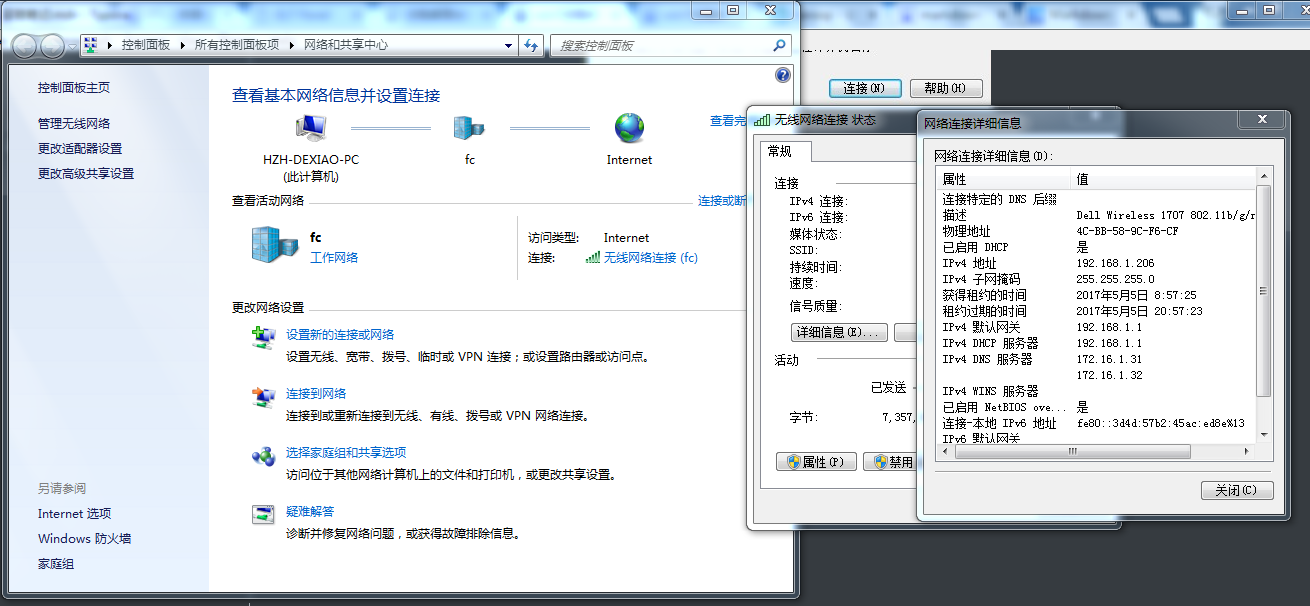 控制面板 ▸ 所有控制面板项 ▸ 网络和共享中心
搜索控制面板
控制面板主页
管理无线网络
更改适配器设置
更改高级共享设置
另请参阅
Internet 选项
Windows 防火墙
家庭组
查看基本网络信息并设置连接
HZH-DEXIAO-PC
(此计算机)
fc
Internet
查看完
查看活动网络
连接或断
fc
工作网络
访问类型:
Internet
连接:
无线网络连接 (fc)
更改网络设置
设置新的连接或网络
设置无线、宽带、拨号、临时或 VPN 连接；或设置路由器或访问点。
连接到网络
连接到或重新连接到无线、有线、拨号或 VPN 网络连接。
选择家庭组和共享选项
访问位于其他网络计算机上的文件和打印机，或更改共享设置。
疑难解答
诊断并修复网络问题，或获得故障排除信息。
连接(N)
帮助(H)
无线网络连接 状态
常规
连接
IPv4 连接:
IPv6 连接:
媒体状态:
SSID:
持续时间:
速度:
信号质量:
详细信息(E)...
活动
已发送
字节:
7,357,
属性(P)
禁用
网络连接详细信息
网络连接详细信息(D):
属性 值
连接特定的 DNS 后缀
描述 Dell Wireless 1707 802.11b/g/r
物理地址 4C-BB-58-9C-F6-CF
已启用 DHCP 是
IPv4 地址 192.168.1.206
IPv4 子网掩码 255.255.255.0
获得租约的时间 2017年5月5日 8:57:25
租约过期的时间 2017年5月5日 20:57:23
IPv4 默认网关 192.168.1.1
IPv4 DHCP 服务器 192.168.1.1
IPv4 DNS 服务器 172.16.1.31
172.16.1.32
IPv4 WINS 服务器
已启用 NetBIOS ove... 是
连接-本地 IPv6 地址 fe80::3d4d:57b2:45ac:ed8e%13
IPv6 默认网关
关闭(C)